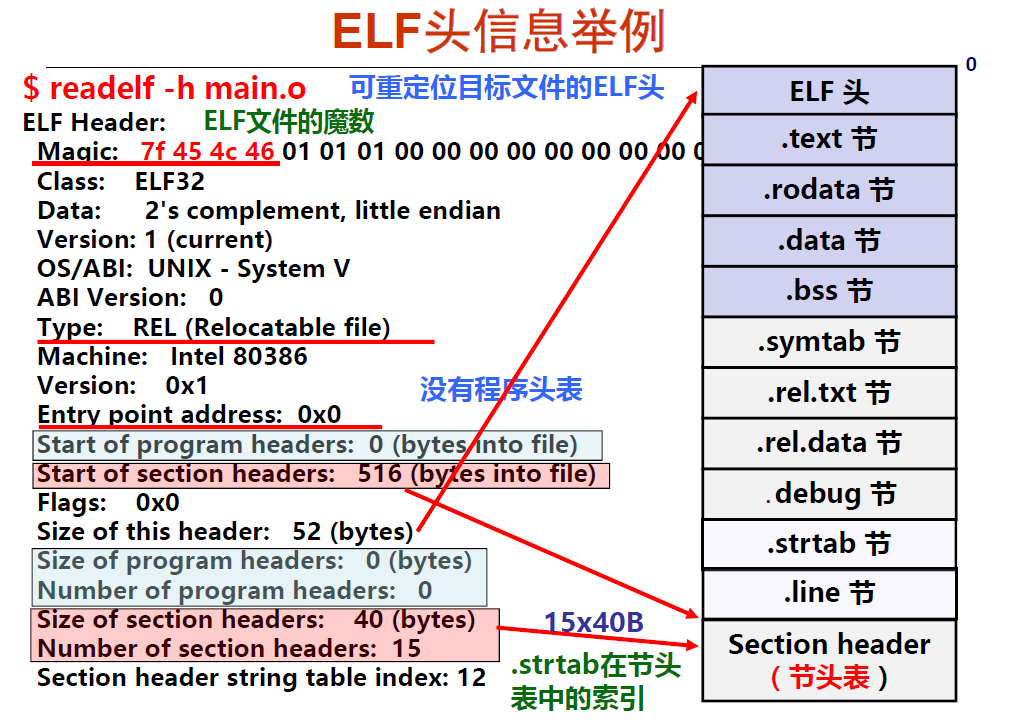 ELF头信息举例
$ readelf -h main.o
可重定位目标文件的ELF头
ELF Header:
ELF文件的魔数
Magic: 7f 45 4c 46 01 01 01 00 00 00 00 00 00 00 00
Class: ELF32
Data: 2's complement, little endian
Version: 1 (current)
OS/ABI: UNIX - System V
ABI Version: 0
Type: REL (Relocatable file)
Machine: Intel 80386
Version: 0x1
没有程序头表
Entry point address: 0x0
Start of program headers: 0 (bytes into file)
Start of section headers: 516 (bytes into file)
Flags: 0x0
Size of this header: 52 (bytes)
Size of program headers: 0 (bytes)
Number of program headers: 0
Size of section headers: 40 (bytes)
Number of section headers: 15
Section header string table index: 12
15x40B
.strtab在节头
表中的索引
0
ELF 头
.text 节
.rodata 节
.data 节
.bss 节
.symtab 节
.rel.txt 节
.rel.data 节
.debug 节
.strtab 节
.line 节
Section header
（节头表）